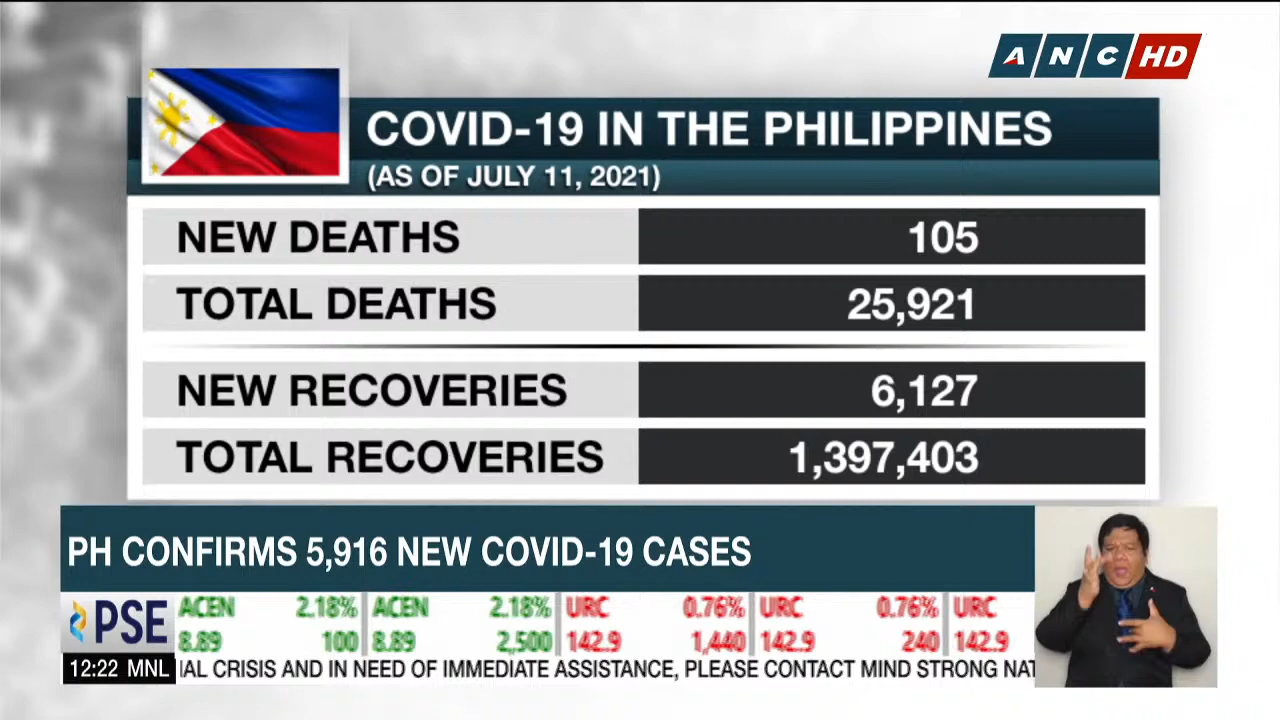 ANC HD
COVID-19 IN THE PHILIPPINES
(AS OF JULY 11, 2021)
NEW DEATHS 105
TOTAL DEATHS 25,921
NEW RECOVERIES 6,127
TOTAL RECOVERIES 1,397,403
PH CONFIRMS 5,916 NEW COVID-19 CASES
PSE
ACEN 2.18% ACEN 2.18% URC 0.76% URC 0.76% URC
8.89 100 8.89 2,500 142.9 1,440 142.9 240 142.9
12:22 MNL IAL CRISIS AND IN NEED OF IMMEDIATE ASSISTANCE, PLEASE CONTACT MIND STRONG NAT